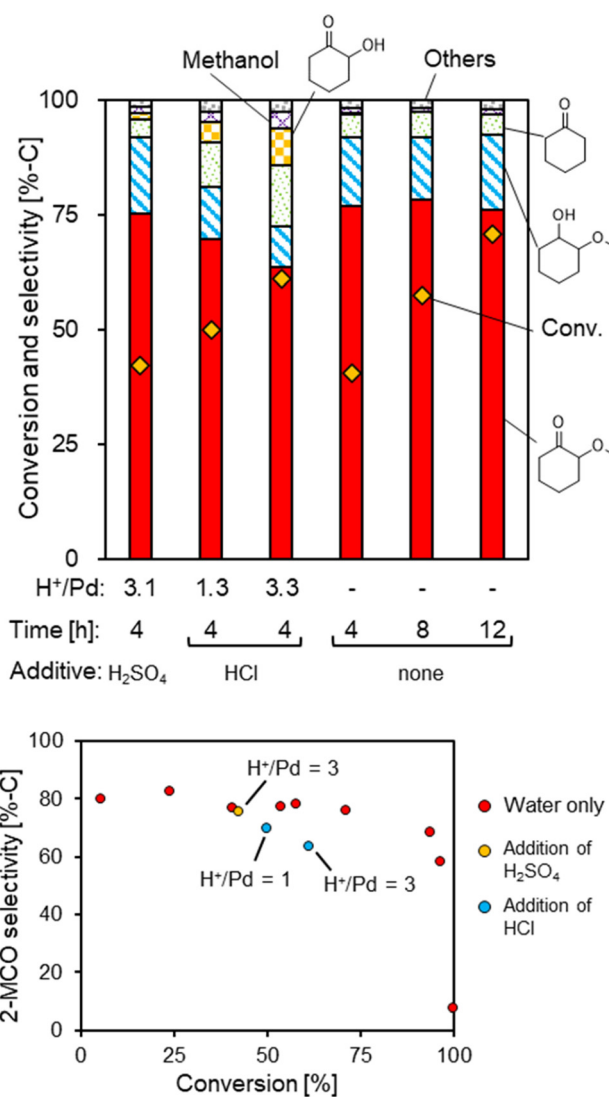 O
OH
Methanol
Others
100
75
50
25
0
Conversion and selectivity [%-C]
O
OH
O
Conv.
O
O
H⁺/Pd: 3.1 1.3 3.3 - - -
Time [h]: 4 4 4 4 8 12
Additive: H₂SO₄ HCl none
100
80
60
40
20
0
2-MCO selectivity [%-C]
H⁺/Pd = 3
H⁺/Pd = 1
H⁺/Pd = 3
Water only
Addition of
H₂SO₄
Addition of
HCl
0 25 50 75 100
Conversion [%]